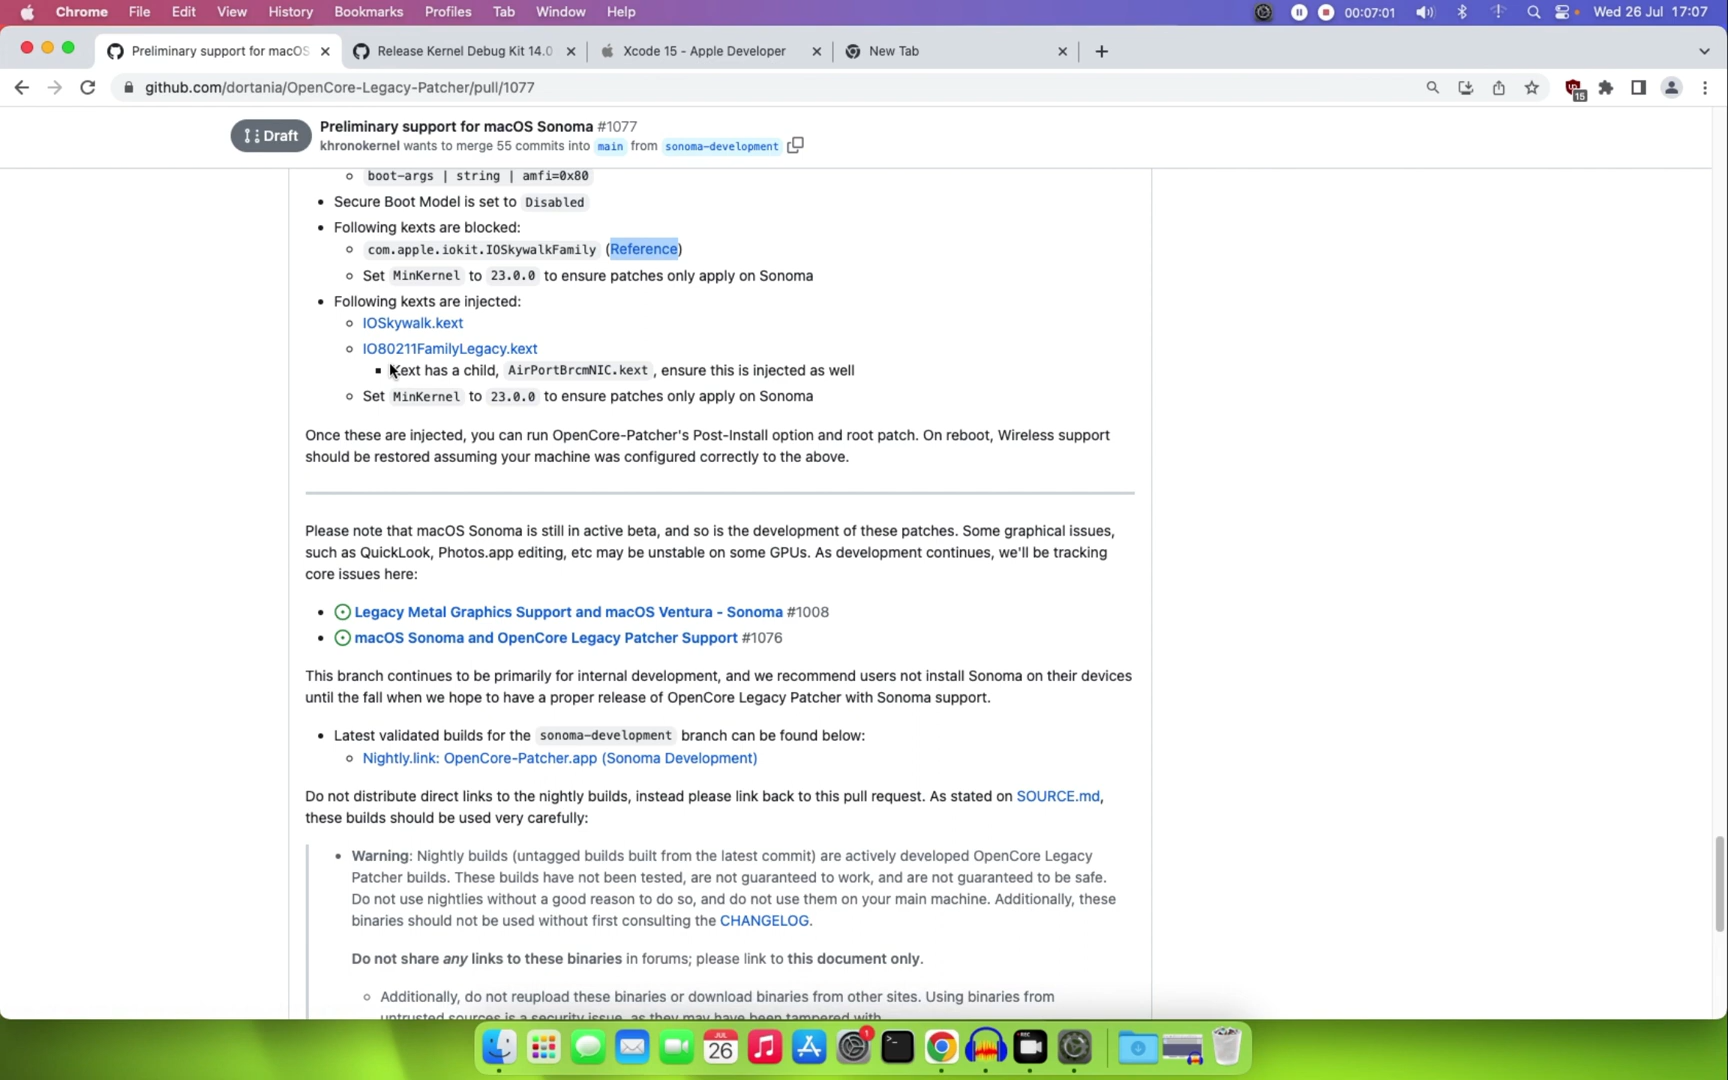 Chrome File Edit View History Bookmarks Profiles Tab Window Help 00:07:01 Wed 26 Jul 17:07
Preliminary support for macOS Release Kernel Debug Kit 14.0 Xcode 15 - Apple Developer New Tab
github.com/dortania/OpenCore-Legacy-Patcher/pull/1077 15
Draft Preliminary support for macOS Sonoma #1077
khronokernel wants to merge 55 commits into main from sonoma-development
boot-args | string | amfi=0x80
Secure Boot Model is set to Disabled
Following kexts are blocked:
com.apple.iokit.IOSkywalkFamily (Reference)
Set MinKernel to 23.0.0 to ensure patches only apply on Sonoma
Following kexts are injected:
IOSkywalk.kext
IO80211FamilyLegacy.kext
Kext has a child, AirPortBrcmNIC.kext , ensure this is injected as well
Set MinKernel to 23.0.0 to ensure patches only apply on Sonoma
Once these are injected, you can run OpenCore-Patcher's Post-Install option and root patch. On reboot, Wireless support
should be restored assuming your machine was configured correctly to the above.
Please note that macOS Sonoma is still in active beta, and so is the development of these patches. Some graphical issues,
such as QuickLook, Photos.app editing, etc may be unstable on some GPUs. As development continues, we'll be tracking
core issues here:
Legacy Metal Graphics Support and macOS Ventura - Sonoma #1008
macOS Sonoma and OpenCore Legacy Patcher Support #1076
This branch continues to be primarily for internal development, and we recommend users not install Sonoma on their devices
until the fall when we hope to have a proper release of OpenCore Legacy Patcher with Sonoma support.
Latest validated builds for the sonoma-development branch can be found below:
Nightly.link: OpenCore-Patcher.app (Sonoma Development)
Do not distribute direct links to the nightly builds, instead please link back to this pull request. As stated on SOURCE.md,
these builds should be used very carefully:
Warning: Nightly builds (untagged builds built from the latest commit) are actively developed OpenCore Legacy
Patcher builds. These builds have not been tested, are not guaranteed to work, and are not guaranteed to be safe.
Do not use nightlies without a good reason to do so, and do not use them on your main machine. Additionally, these
binaries should not be used without first consulting the CHANGELOG.
Do not share any links to these binaries in forums; please link to this document only.
Additionally, do not reupload these binaries or download binaries from other sites. Using binaries from
untrusted sources is a security issue, as they may have been tampered with.
JUL
26
1
REC